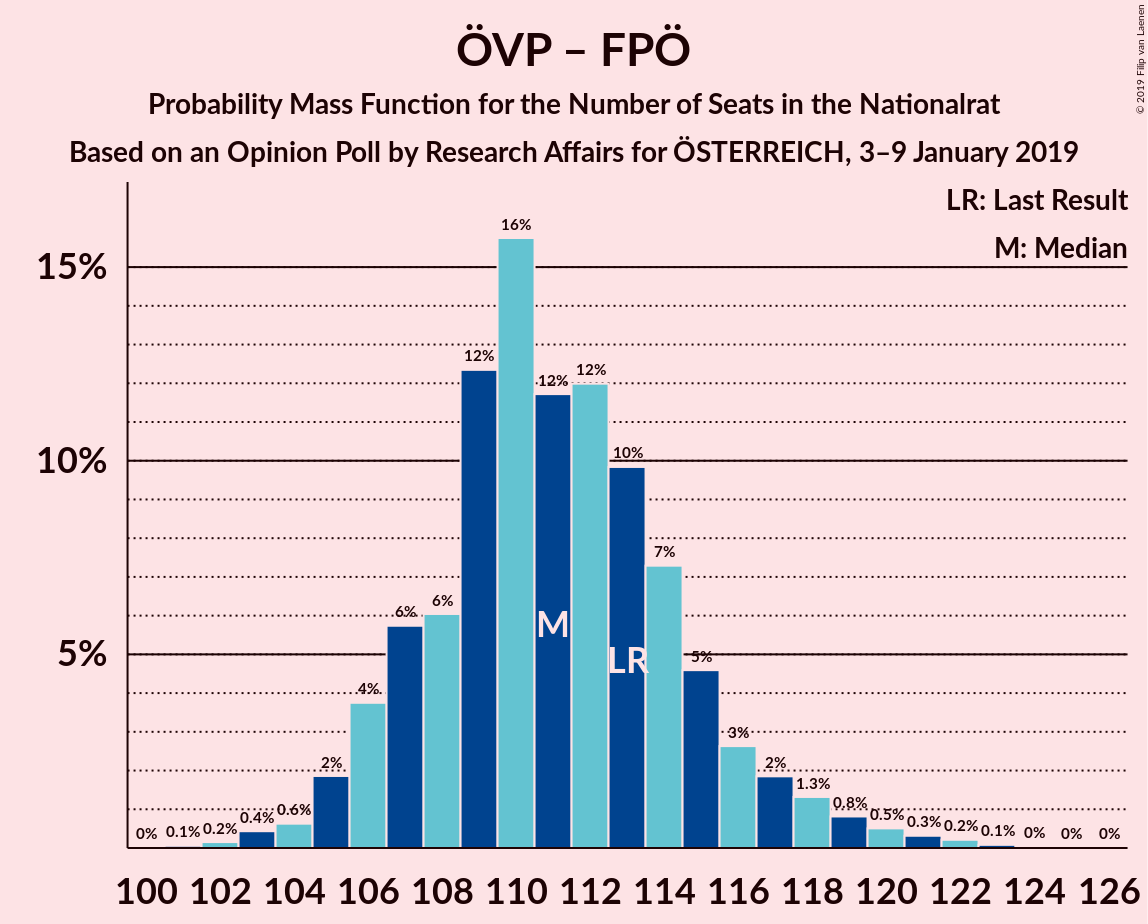 ÖVP – FPÖ
Probability Mass Function for the Number of Seats in the Nationalrat
Based on an Opinion Poll by Research Affairs for ÖSTERREICH, 3–9 January 2019
© 2019 Filip van Laenen
LR: Last Result
M: Median
15%
10%
5%
0% 0.1% 0.2% 0.4% 0.6% 2% 4% 6% 6% 12% 16% 12% 12% 10% 7% 5% 3% 2% 1.3% 0.8% 0.5% 0.3% 0.2% 0.1% 0% 0% 0%
M
LR
100 102 104 106 108 110 112 114 116 118 120 122 124 126